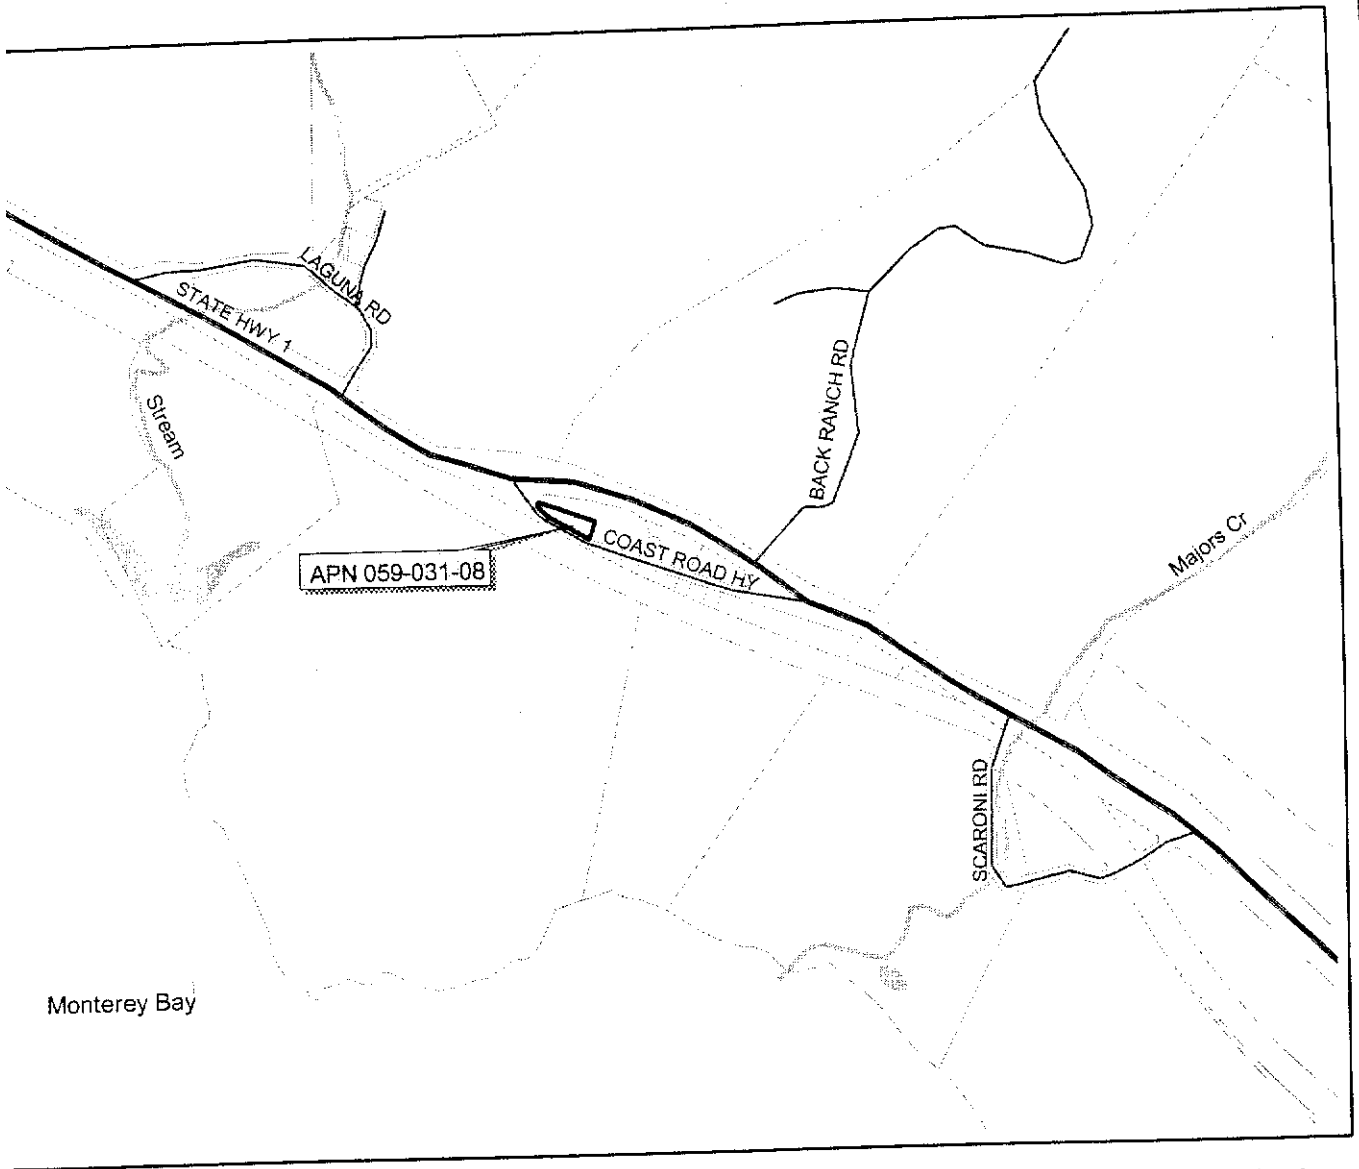 LAGUNA RD
STATE HWY 1
BACK RANCH RD
Stream
Majors Cr
COAST ROAD HY
APN 059-031-08
SCARONI RD
Monterey Bay